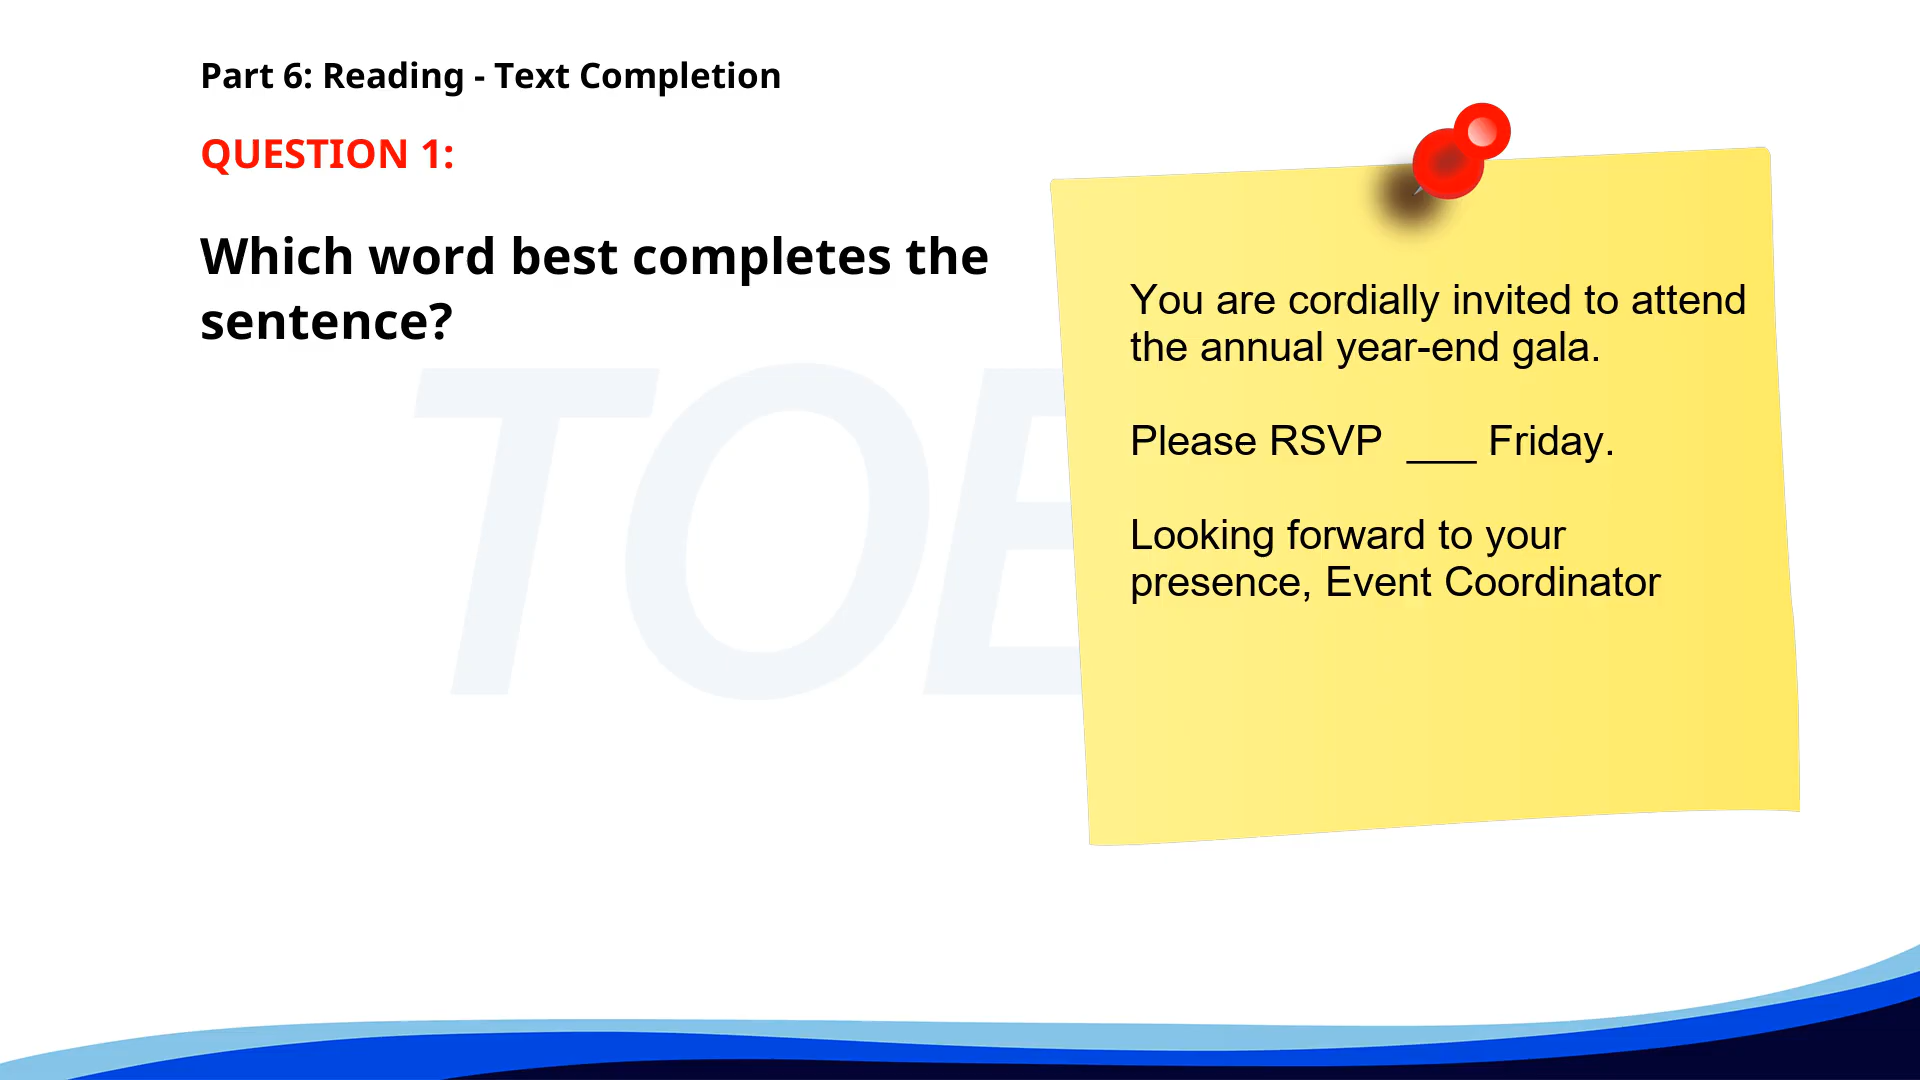 Part 6: Reading - Text Completion
QUESTION 1:
Which word best completes the
sentence?
You are cordially invited to attend
the annual year-end gala.
Please RSVP ___ Friday.
Looking forward to your
presence, Event Coordinator